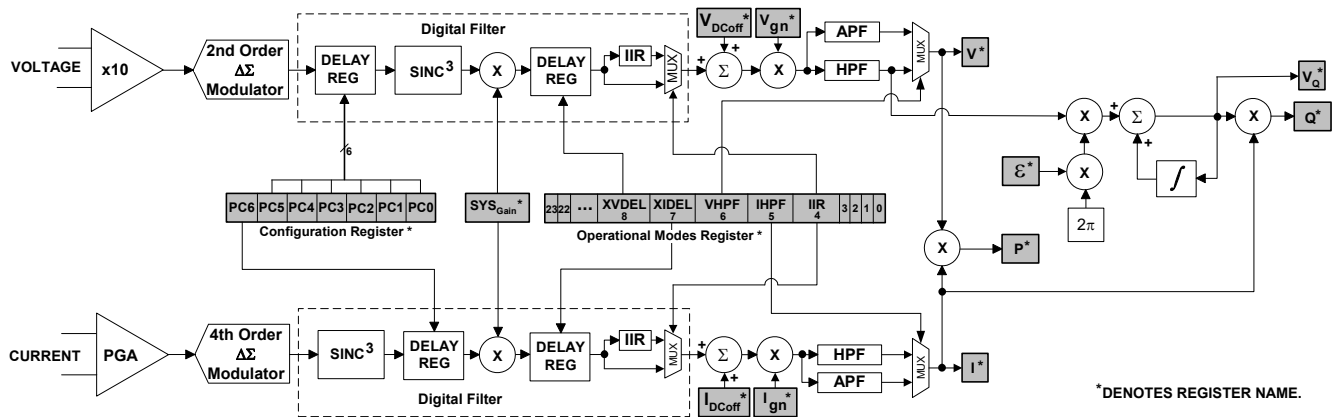 Digital Filter
VOLTAGE
x10
2nd Order
ΔΣ
Modulator
DELAY
REG
SINC3
X
DELAY
REG
IIR
MUX
VDCoff*
+
+
Σ
Vgn*
X
APF
HPF
MUX
V*
VQ*
X
+
Σ
+
X
Q*
ε*
X
∫
2π
6
PC6 PC5 PC4 PC3 PC2 PC1 PC0
Configuration Register *
SYSGain*
23 22 ... XVDEL 8 XIDEL 7 VHPF 6 IHPF 5 IIR 4 3 2 1 0
Operational Modes Register *
X
P*
CURRENT
PGA
4th Order
ΔΣ
Modulator
SINC3
DELAY
REG
X
DELAY
REG
IIR
MUX
+
Σ
+
X
HPF
APF
MUX
I*
IDCoff*
Ign*
Digital Filter
*DENOTES REGISTER NAME.